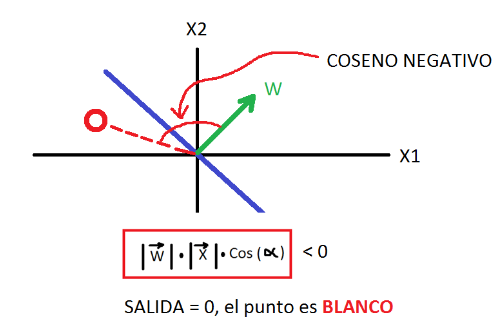 X2
COSENO NEGATIVO
W
X1
|W⃗|·|X⃗|·Cos(α) < 0
SALIDA = 0, el punto es BLANCO